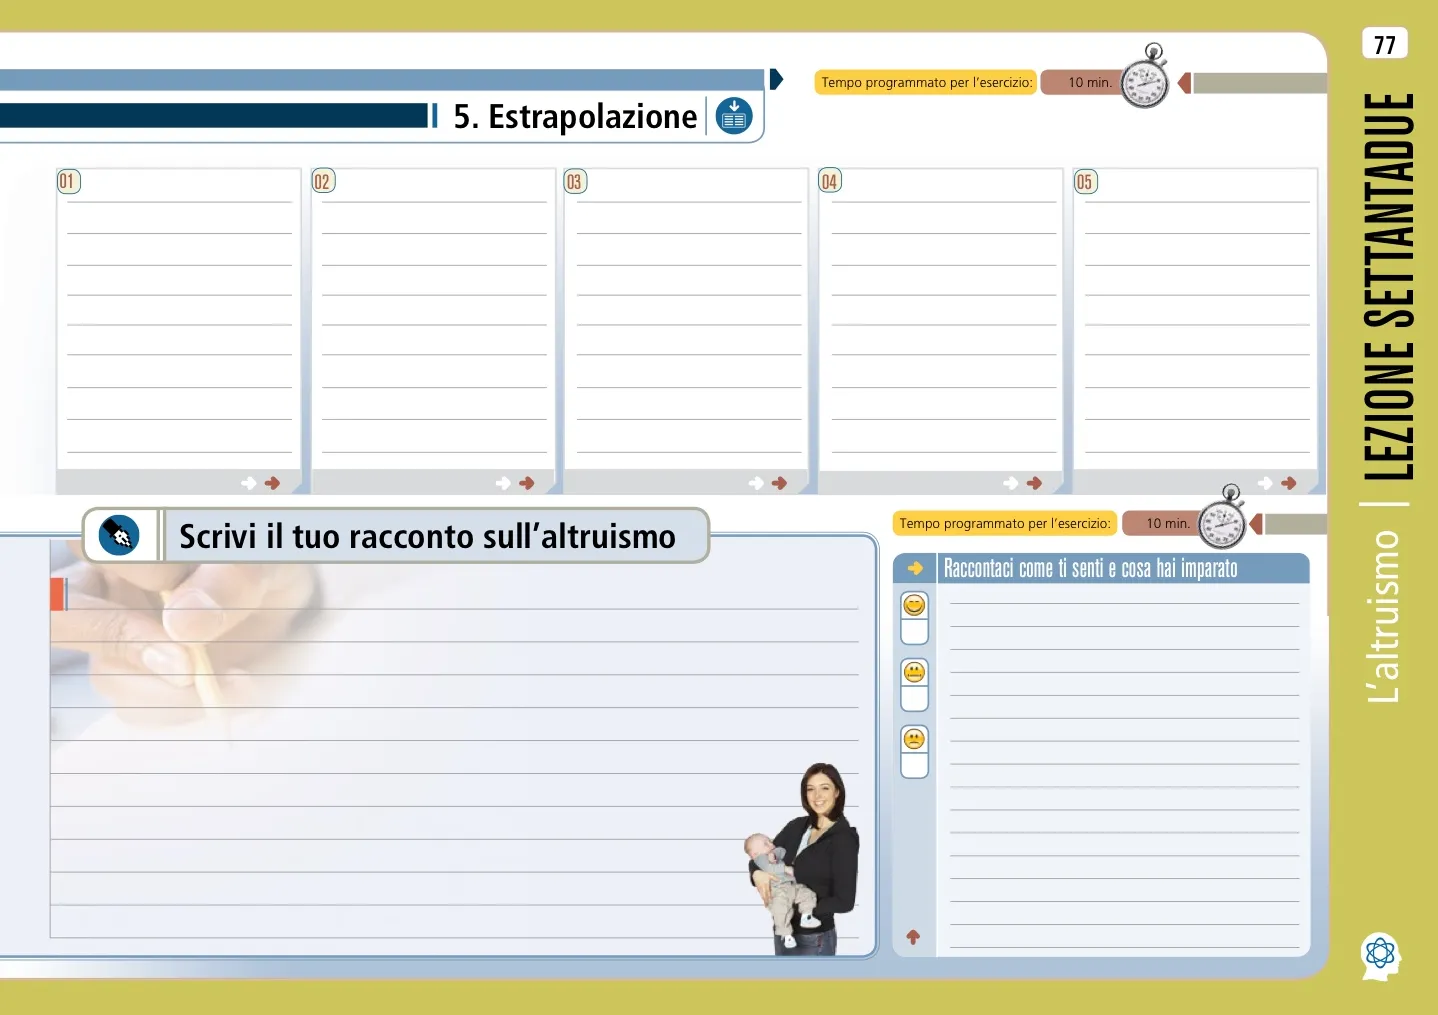 77
Tempo programmato per l'esercizio: 10 min.
5. Estrapolazione
01
02
03
04
05
Scrivi il tuo racconto sull'altruismo
Tempo programmato per l'esercizio: 10 min.
Raccontaci come ti senti e cosa hai imparato
L'altruismo | LEZIONE SETTANTADUE